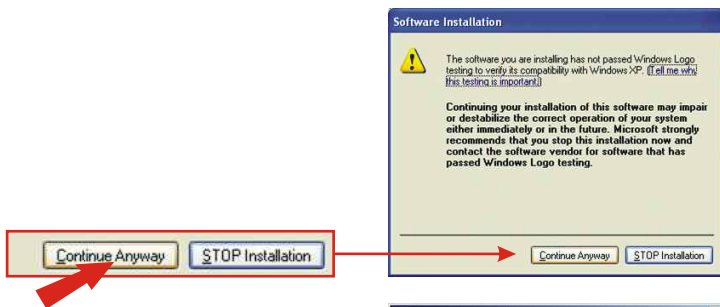 Software Installation
The software you are installing has not passed Windows Logo
testing to verify its compatibility with Windows XP. (Tell me why
this testing is important.)
Continuing your installation of this software may impair
or destabilize the correct operation of your system
either immediately or in the future. Microsoft strongly
recommends that you stop this installation now and
contact the software vendor for software that has
passed Windows Logo testing.
Continue Anyway STOP Installation
Continue Anyway STOP Installation